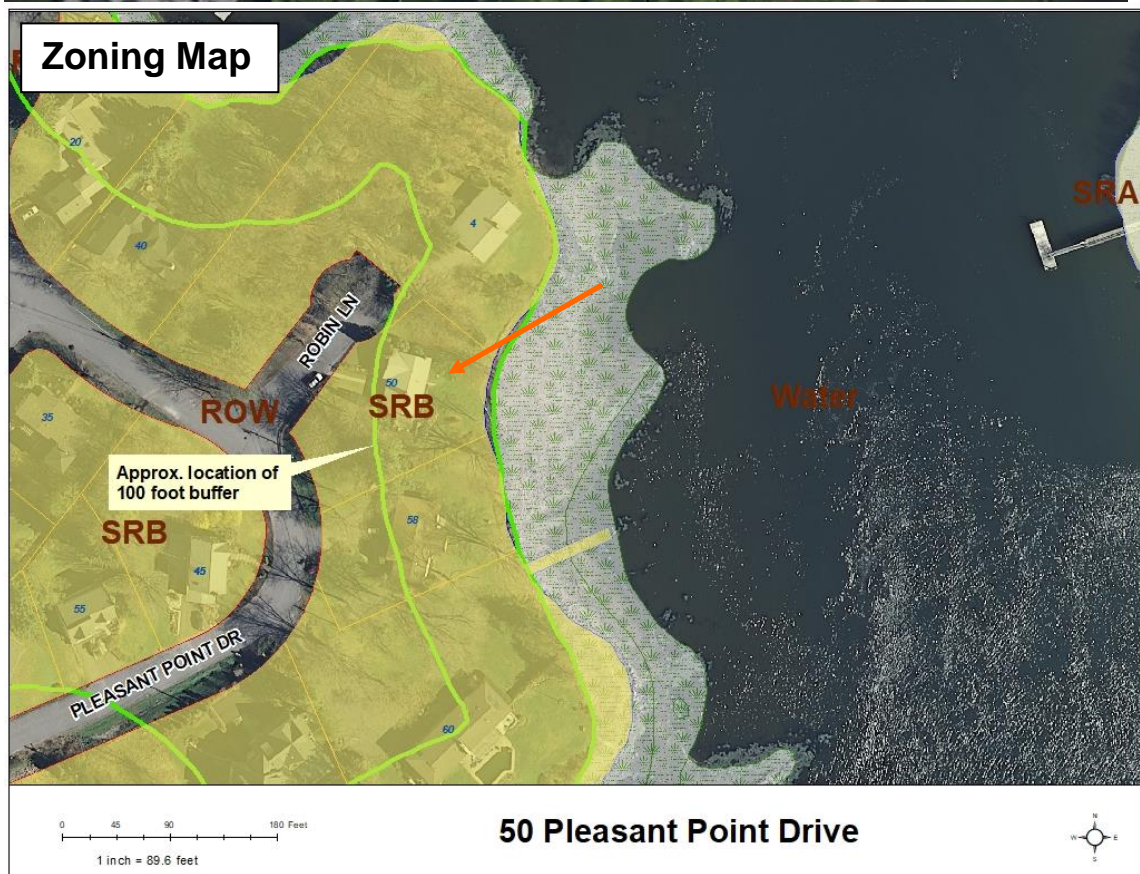 Zoning Map
20
4
SRA
40
ROBIN LN
50
SRB
Water
35
ROW
Approx. location of
100 foot buffer
58
SRB
45
55
PLEASANT POINT DR
60
0 45 90 180 Feet
1 inch = 89.6 feet
50 Pleasant Point Drive
N
W E
S